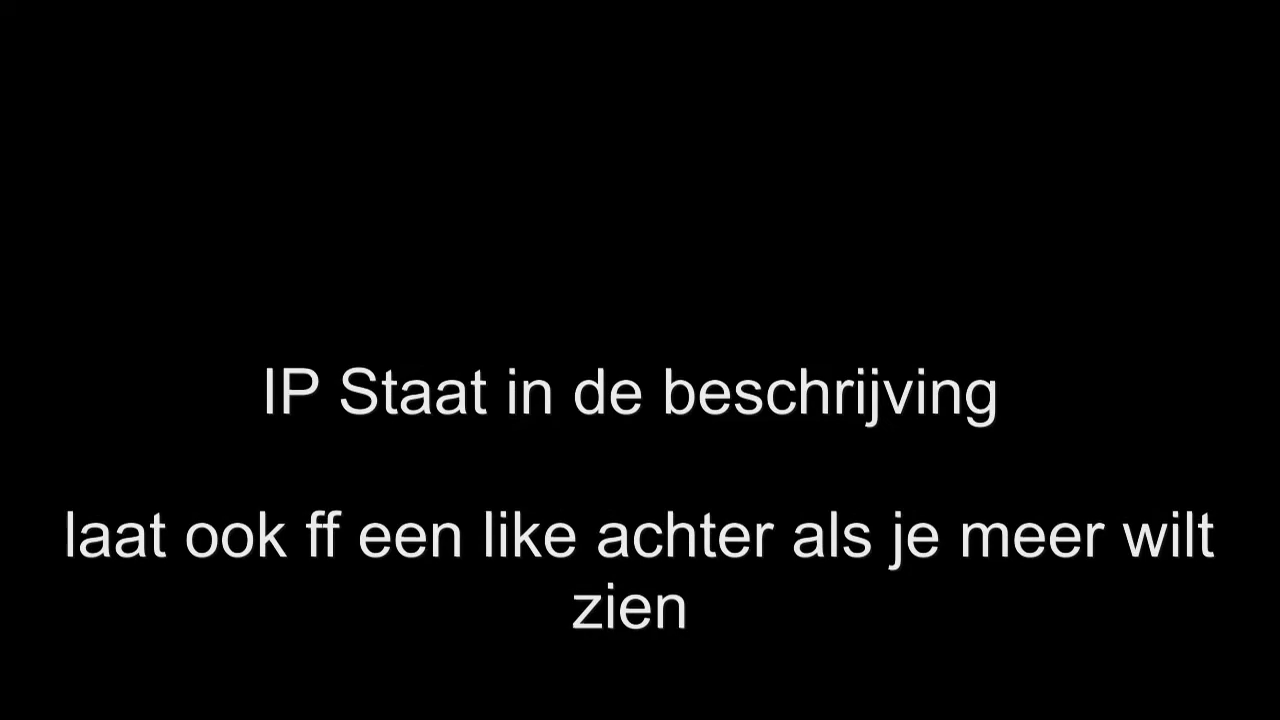 IP Staat in de beschrijving
laat ook ff een like achter als je meer wilt
zien